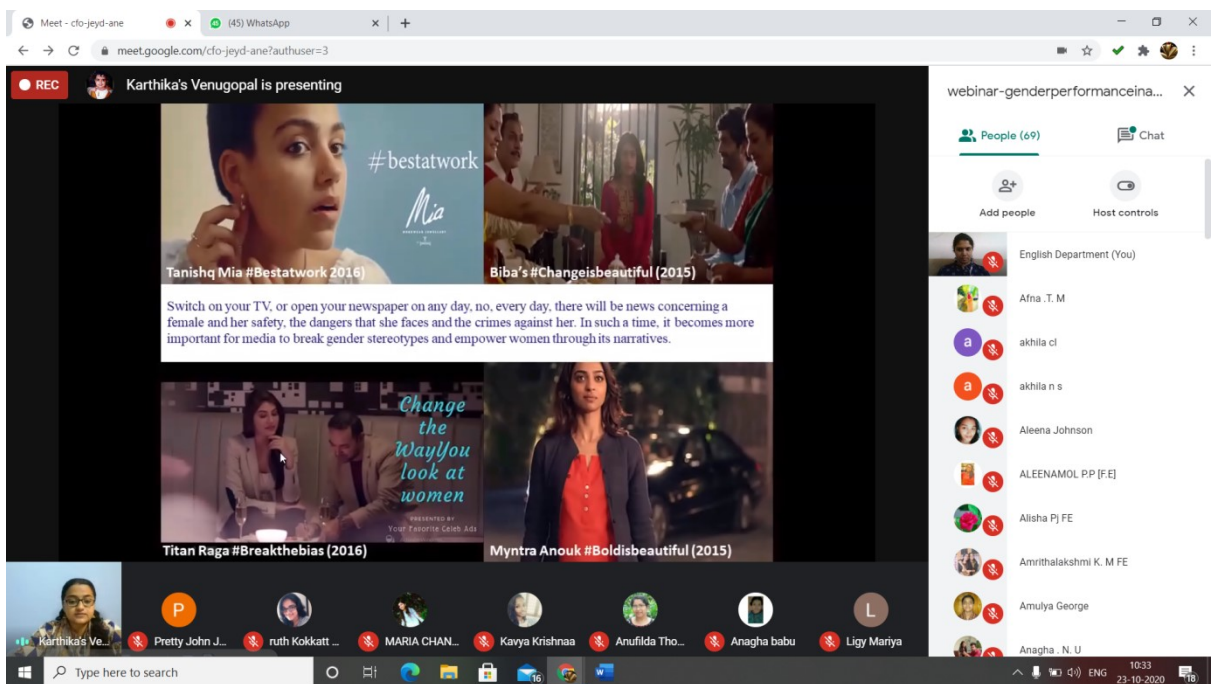 Meet - cfo-jeyd-ane
(45) WhatsApp
meet.google.com/cfo-jeyd-ane?authuser=3
REC
Karthika's Venugopal is presenting
#bestatwork
Mia
Tanishq Mia #Bestatwork 2016)
Biba's #Changeisbeautiful (2015)
Switch on your TV, or open your newspaper on any day, no, every day, there will be news concerning a
female and her safety, the dangers that she faces and the crimes against her. In such a time, it becomes more
important for media to break gender stereotypes and empower women through its narratives.
Change
the
WayYou
look at
women
PRESENTED BY
Your Favorite Celeb Ads
Titan Raga #Breakthebias (2016)
Myntra Anouk #Boldisbeautiful (2015)
Karthika's Ve...
P
Pretty John J...
ruth Kokkatt ...
MARIA CHAN...
Kavya Krishnaa
Anufilda Tho...
Anagha babu
L
Ligy Mariya
webinar-genderperformanceina...
People (69)
Chat
Add people
Host controls
English Department (You)
Afna .T. M
a
akhila cl
a
akhila n s
Aleena Johnson
ALEENAMOL P.P [F.E]
Alisha Pj FE
Amrithalakshmi K. M FE
Amulya George
Anagha . N. U
Type here to search
16
W
ENG
10:33
23-10-2020
18